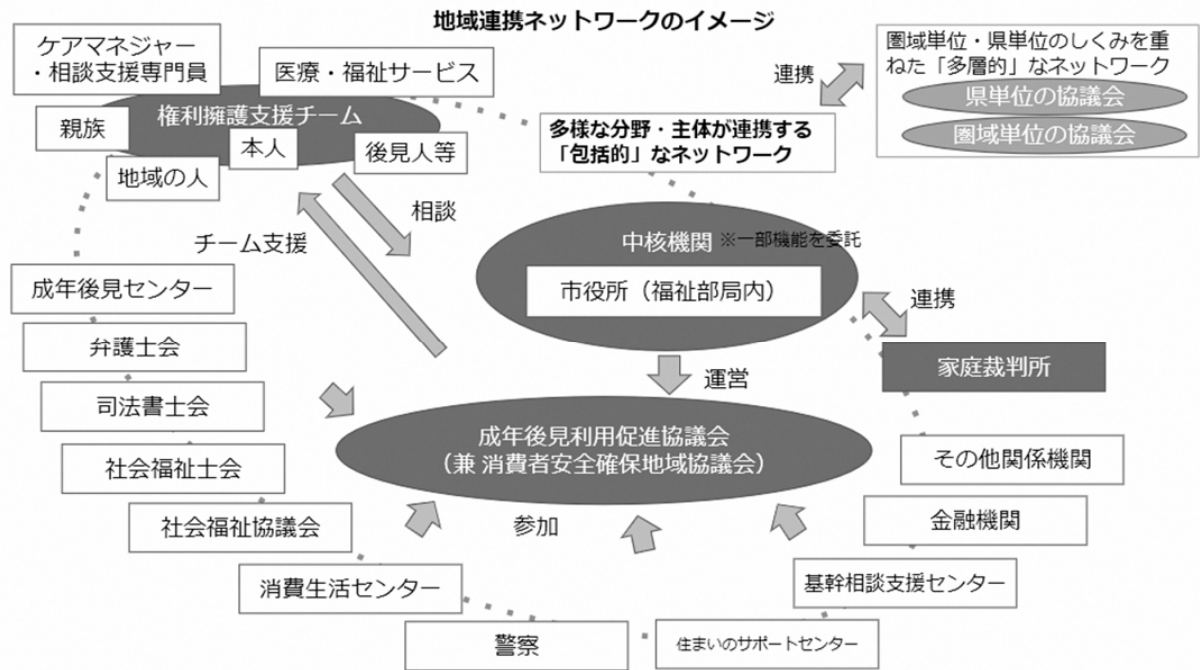 地域連携ネットワークのイメージ
ケアマネジャー
・相談支援専門員
医療・福祉サービス
権利擁護支援チーム
親族
本人
後見人等
地域の人
連携
圏域単位・県単位のしくみを重
ねた「多層的」なネットワーク
県単位の協議会
圏域単位の協議会
多様な分野・主体が連携する
「包括的」なネットワーク
相談
チーム支援
中核機関 ※一部機能を委託
市役所（福祉部局内）
連携
家庭裁判所
運営
成年後見センター
弁護士会
司法書士会
社会福祉士会
社会福祉協議会
消費生活センター
警察
成年後見利用促進協議会
（兼 消費者安全確保地域協議会）
参加
その他関係機関
金融機関
基幹相談支援センター
住まいのサポートセンター